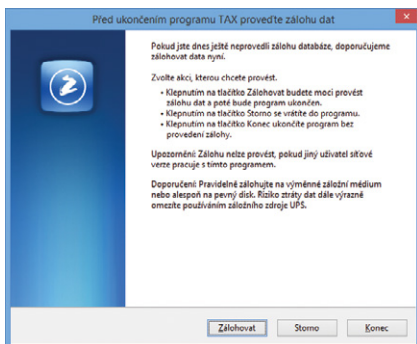 Před ukončením programu TAX proveďte zálohu dat
Pokud jste dnes ještě neprovedli zálohu databáze, doporučujeme
zálohovat data nyní.
Zvolte akci, kterou chcete provést.
• Klepnutím na tlačítko Zálohovat budete moci provést
zálohu dat a poté bude program ukončen.
• Klepnutím na tlačítko Storno se vrátíte do programu.
• Klepnutím na tlačítko Konec ukončíte program bez
provedení zálohy.
Upozornění: Zálohu nelze provést, pokud jiný uživatel síťové
verze pracuje s tímto programem.
Doporučení: Pravidelně zálohujte na výměnné záložní médium
nebo alespoň na pevný disk. Riziko ztráty dat dále výrazně
omezíte používáním záložního zdroje UPS.
Zálohovat Storno Konec